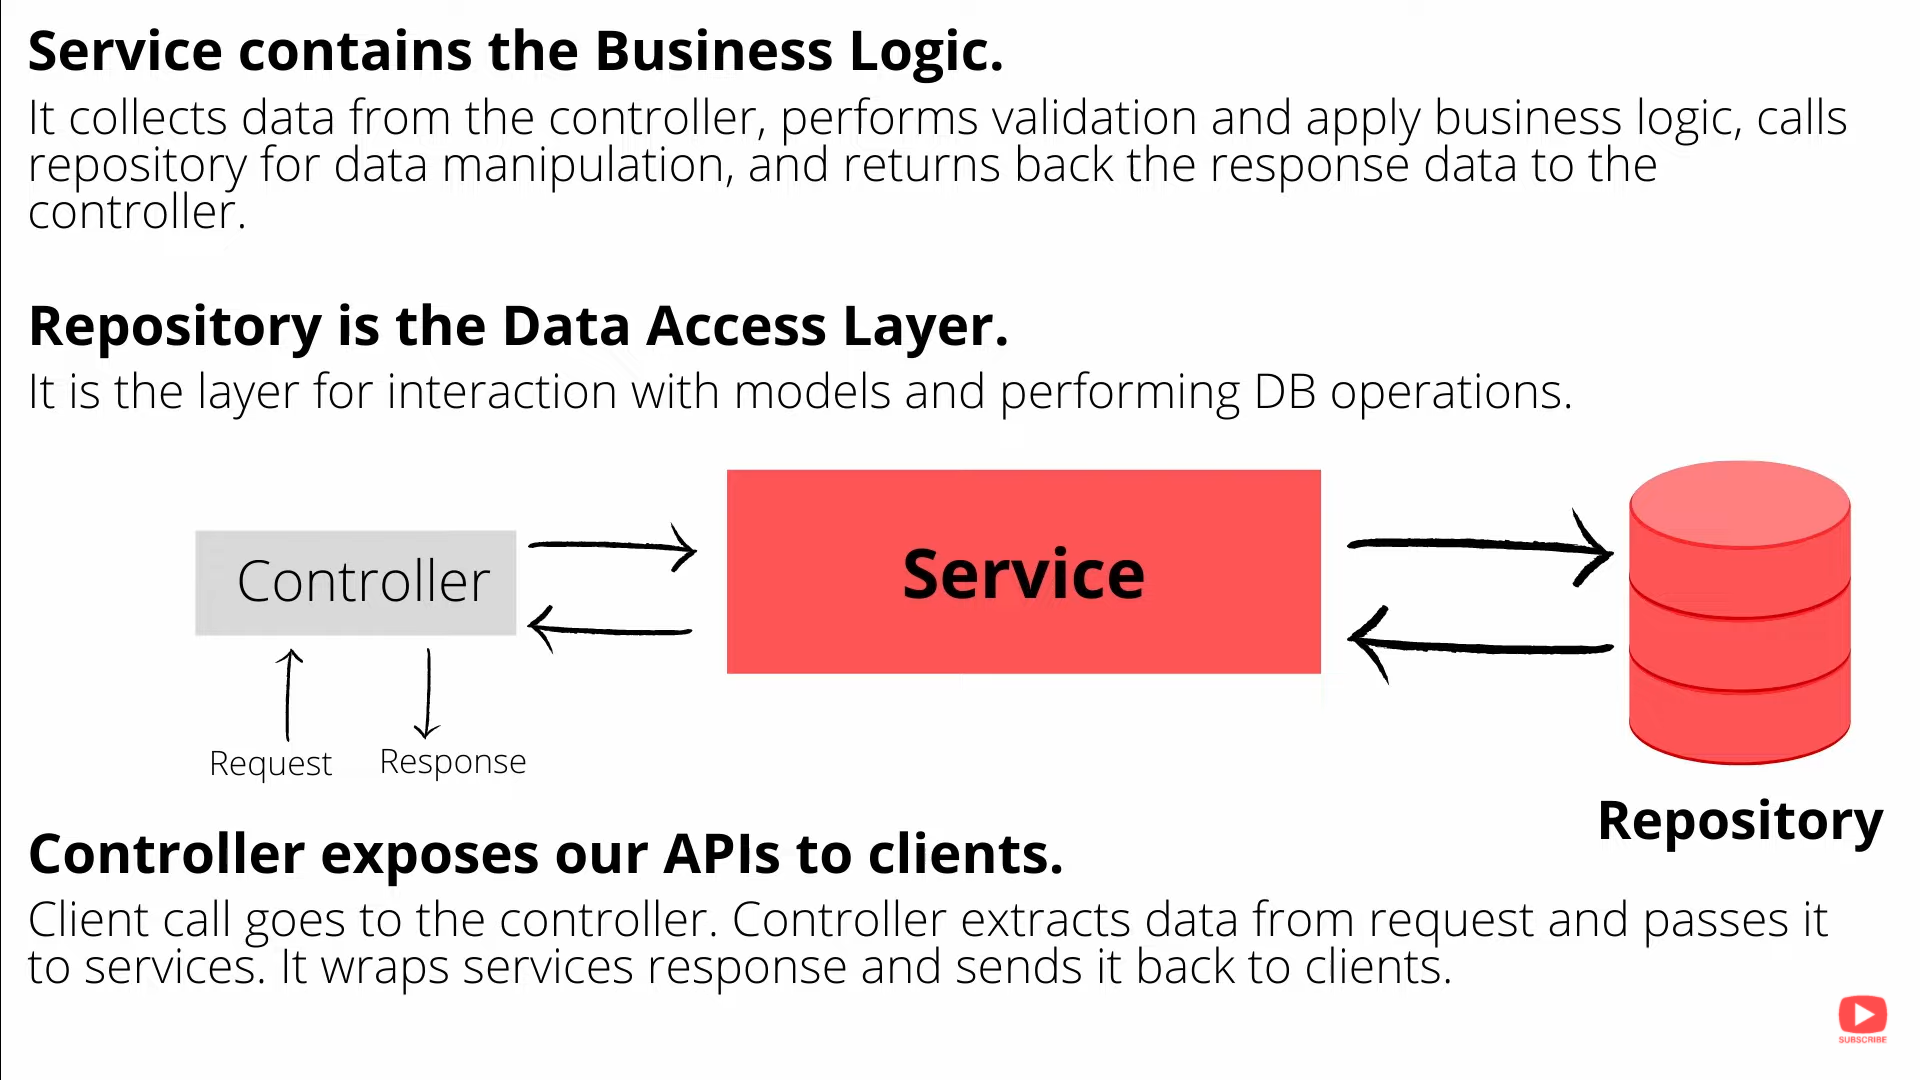 Service contains the Business Logic.
It collects data from the controller, performs validation and apply business logic, calls
repository for data manipulation, and returns back the response data to the
controller.
Repository is the Data Access Layer.
It is the layer for interaction with models and performing DB operations.
Controller
Service
Request
Response
Repository
Controller exposes our APIs to clients.
Client call goes to the controller. Controller extracts data from request and passes it
to services. It wraps services response and sends it back to clients.
SUBSCRIBE